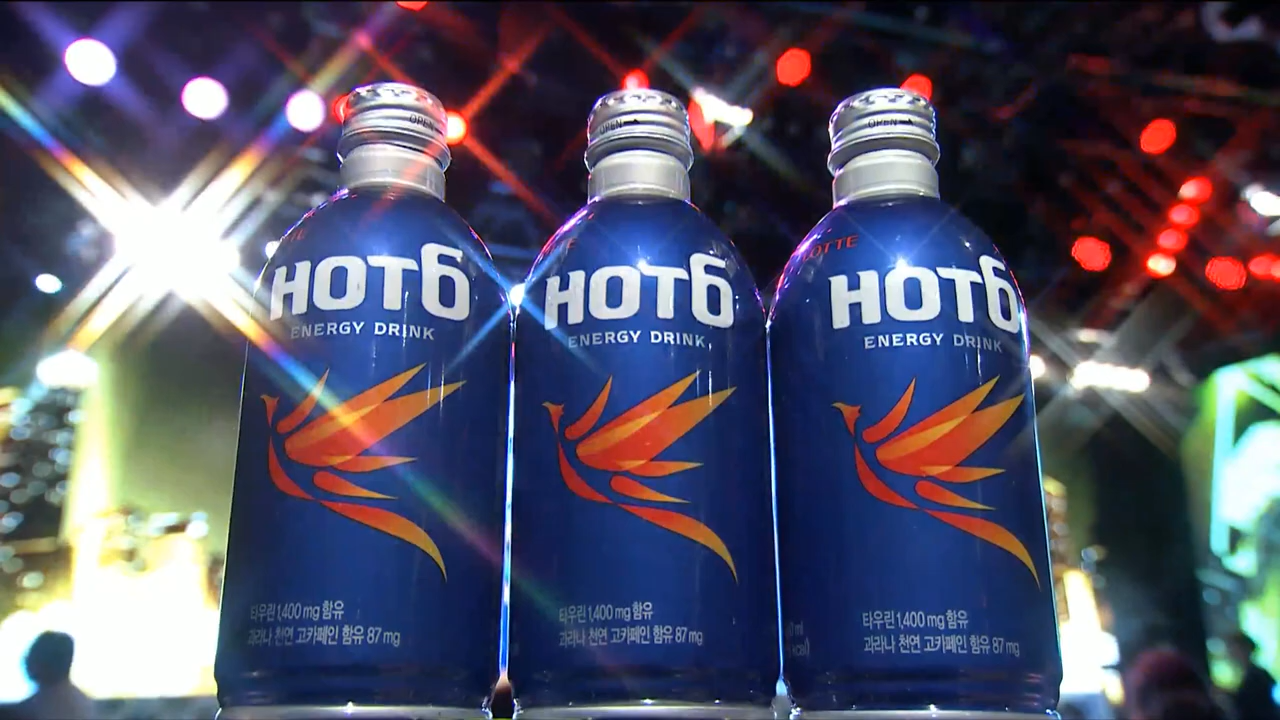 OPEN
HOT6
ENERGY DRINK
타우린 1,400 mg 함유
과라나 천연 고카페인 함유 87 mg
OPEN
HOT6
ENERGY DRINK
타우린 1,400 mg 함유
과라나 천연 고카페인 함유 87 mg
OPEN
LOTTE
HOT6
ENERGY DRINK
타우린 1,400 mg 함유
과라나 천연 고카페인 함유 87 mg